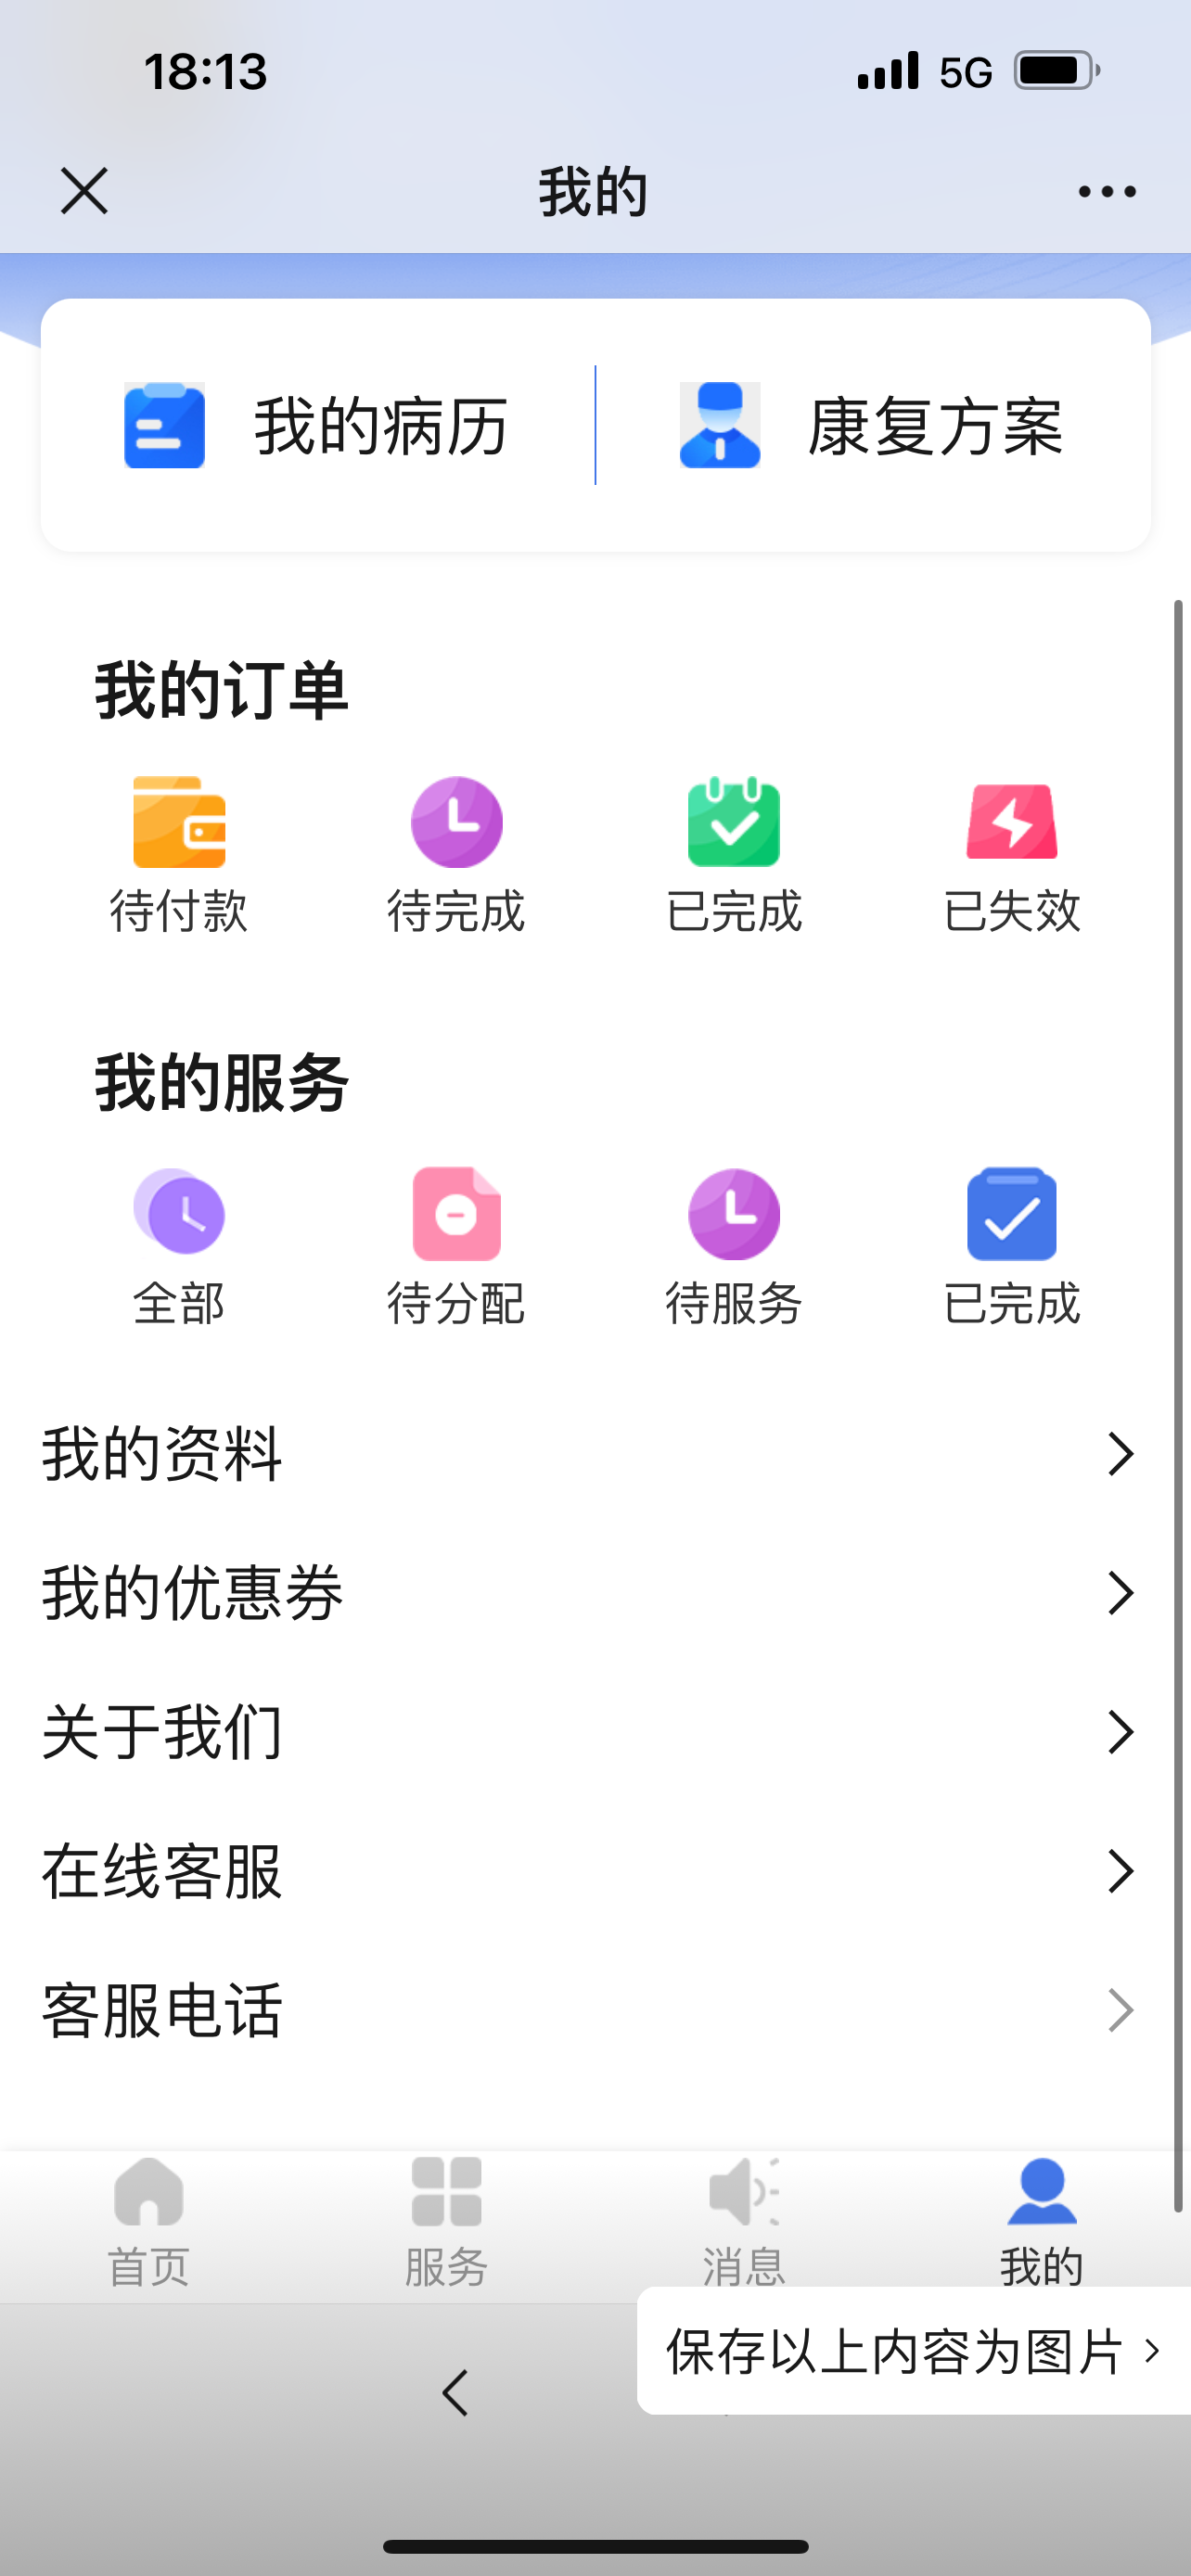 18:13 5G
我的
我的病历 康复方案
我的订单
待付款 待完成 已完成 已失效
我的服务
全部 待分配 待服务 已完成
我的资料
我的优惠券
关于我们
在线客服
客服电话
首页 服务 消息 我的
保存以上内容为图片